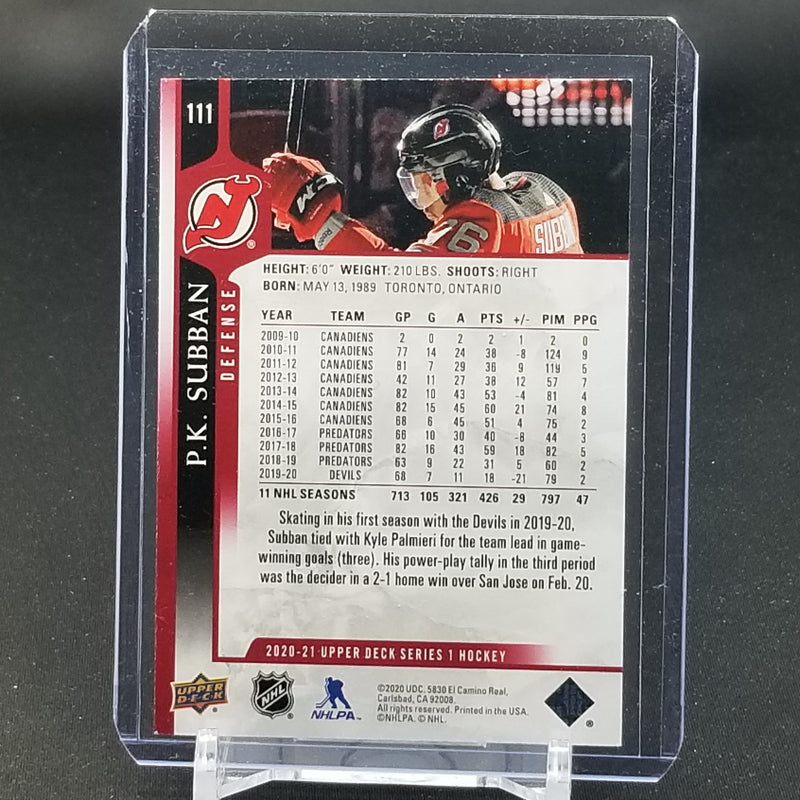 111
CCM
Reebok
76
SUBBAN
P.K. SUBBAN
DEFENSE
HEIGHT: 6'0" WEIGHT: 210 LBS. SHOOTS: RIGHT
BORN: MAY 13, 1989 TORONTO, ONTARIO
YEAR TEAM GP G A PTS +/- PIM PPG
2009-10 CANADIENS 2 0 2 2 1 2 0
2010-11 CANADIENS 77 14 24 38 -8 124 9
2011-12 CANADIENS 81 7 29 36 9 119 5
2012-13 CANADIENS 42 11 27 38 12 57 7
2013-14 CANADIENS 82 10 43 53 -4 81 4
2014-15 CANADIENS 82 15 45 60 21 74 8
2015-16 CANADIENS 68 6 45 51 4 75 2
2016-17 PREDATORS 66 10 30 40 -8 44 3
2017-18 PREDATORS 82 16 43 59 18 82 5
2018-19 PREDATORS 63 9 22 31 5 60 2
2019-20 DEVILS 68 7 11 18 -21 79 2
11 NHL SEASONS 713 105 321 426 29 797 47
Skating in his first season with the Devils in 2019-20,
Subban tied with Kyle Palmieri for the team lead in game-
winning goals (three). His power-play tally in the third period
was the decider in a 2-1 home win over San Jose on Feb. 20.
2020-21 UPPER DECK SERIES 1 HOCKEY
UPPER
DECK
NHL
NHLPA
©2020 UDC. 5830 El Camino Real,
Carlsbad, CA 92008.
All rights reserved. Printed in the USA.
©NHLPA. © NHL.